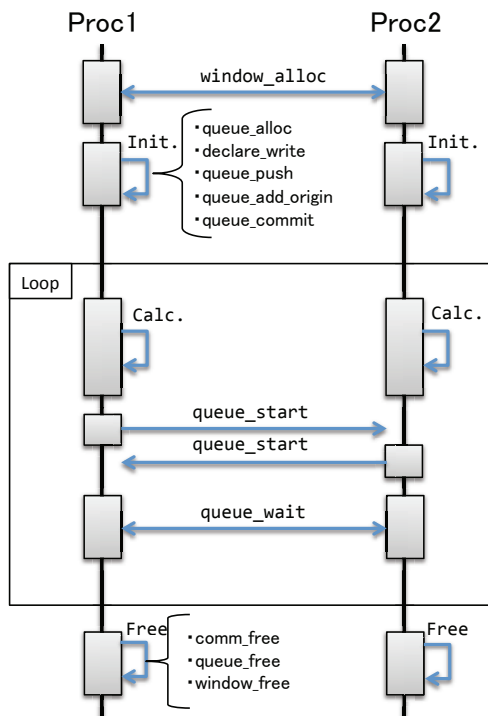 Proc1 Proc2
window_alloc
Init. Init.
・queue_alloc
・declare_write
・queue_push
・queue_add_origin
・queue_commit
Loop
Calc. Calc.
queue_start
queue_start
queue_wait
Free Free
・comm_free
・queue_free
・window_free